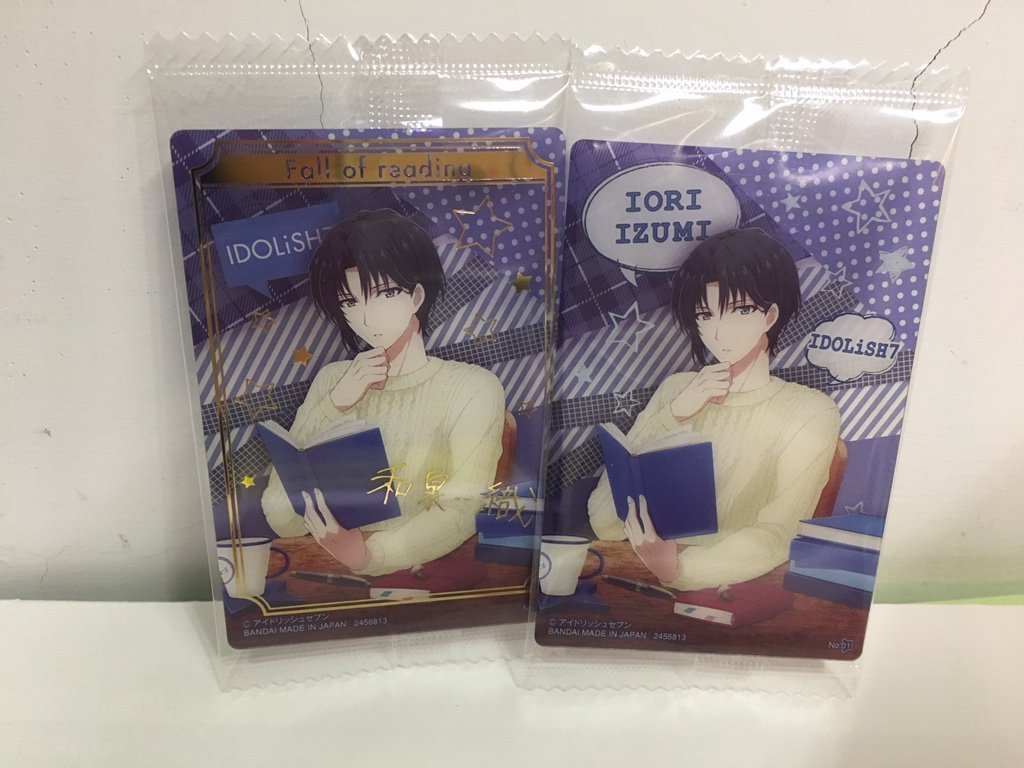 Fall of reading
IDOLiSH7
和泉 一織
© アイドリッシュセブン
BANDAI MADE IN JAPAN 2456813
IORI
IZUMI
IDOLiSH7
© アイドリッシュセブン
BANDAI MADE IN JAPAN 2456813
No.01